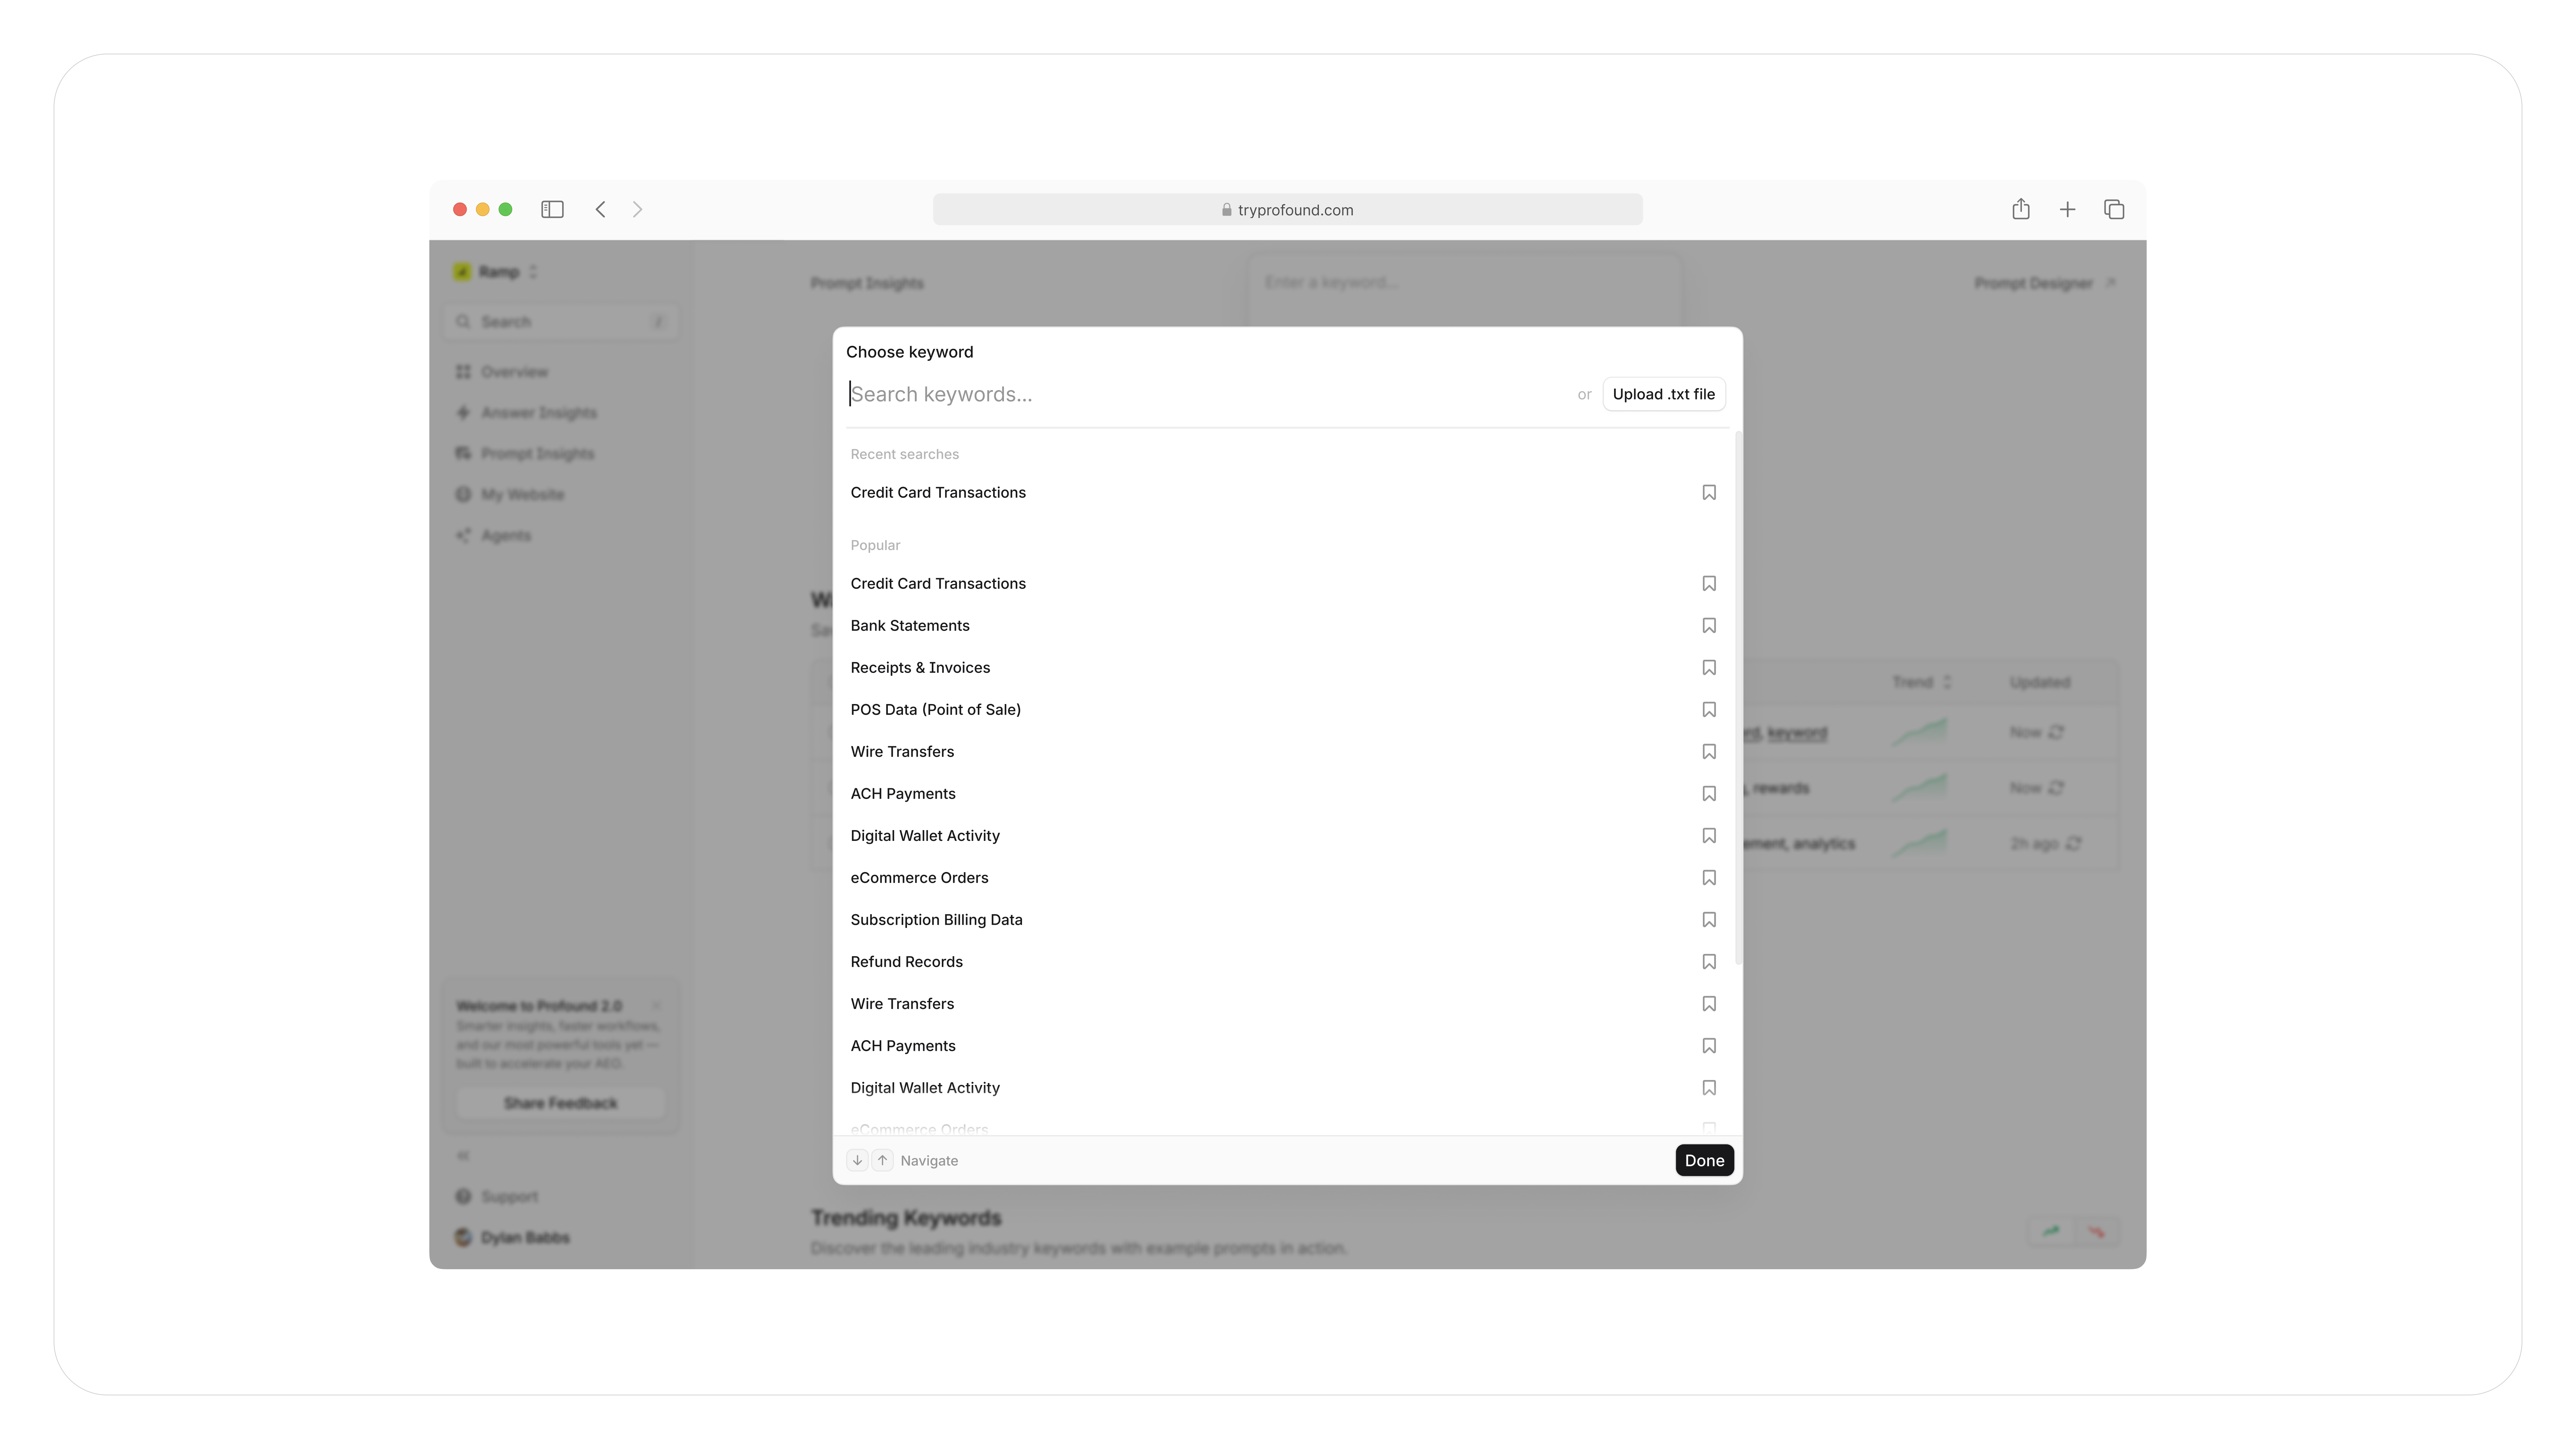 tryprofound.com
Ramp
Search
/
Overview
Answer Insights
Prompt Insights
My Website
Agents
Welcome to Profound 2.0
Smarter insights, faster workflows,
and our most powerful tools yet —
built to accelerate your AEO.
Share Feedback
Support
Dylan Babbs
Prompt Insights
Enter a keyword...
Prompt Designer
Choose keyword
Search keywords...
or
Upload .txt file
Recent searches
Credit Card Transactions
Popular
Credit Card Transactions
Bank Statements
Receipts & Invoices
POS Data (Point of Sale)
Wire Transfers
ACH Payments
Digital Wallet Activity
eCommerce Orders
Subscription Billing Data
Refund Records
Wire Transfers
ACH Payments
Digital Wallet Activity
eCommerce Orders
Navigate
Done
Trend
Updated
keyword
Now
rewards
Now
analytics
2h ago
Trending Keywords
Discover the leading industry keywords with example prompts in action.